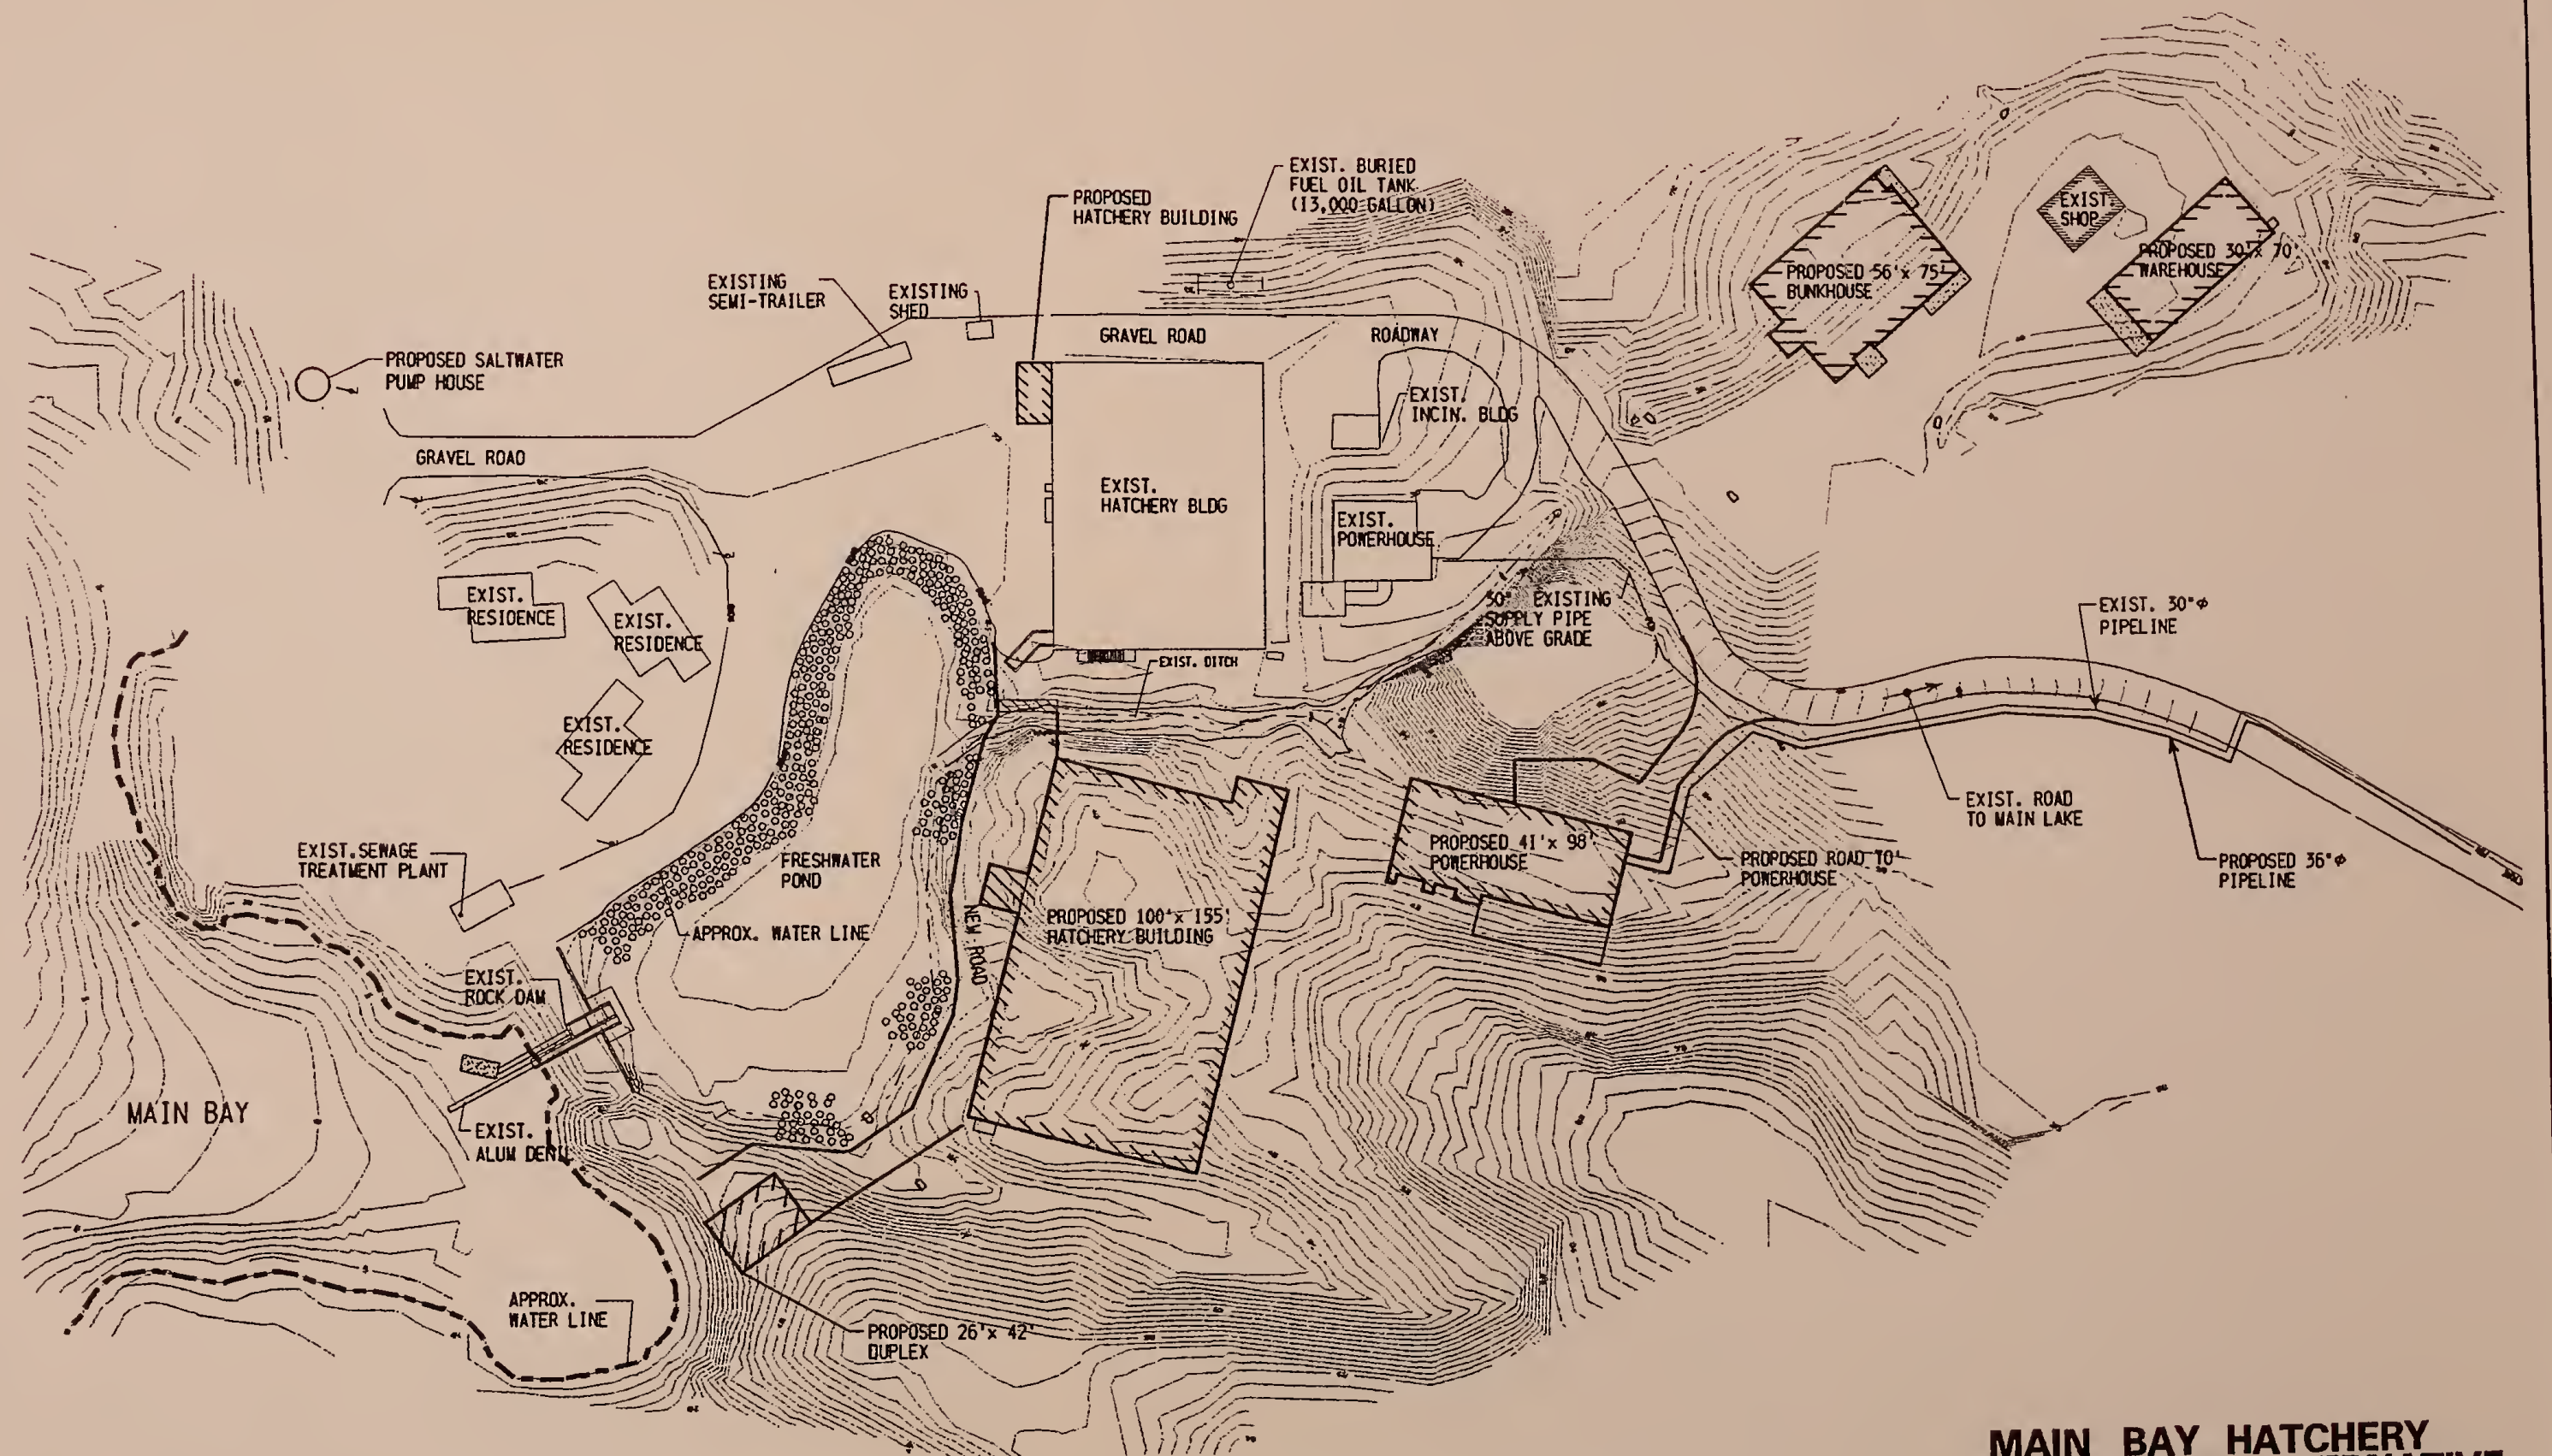 EXIST. BURIED
FUEL OIL TANK
(13,000 GALLON)
PROPOSED
HATCHERY BUILDING
EXISTING
SEMI-TRAILER
EXISTING
SHED
GRAVEL ROAD
ROADWAY
EXIST
SHOP
PROPOSED 56'x 75'
BUNKHOUSE
PROPOSED 30'x 70'
WAREHOUSE
PROPOSED SALTWATER
PUMP HOUSE
EXIST.
INCIN. BLDG
GRAVEL ROAD
EXIST.
HATCHERY BLDG
EXIST.
POWERHOUSE
EXIST.
RESIDENCE
EXIST.
RESIDENCE
EXISTING
SUPPLY PIPE
ABOVE GRADE
EXIST. 30"ϕ
PIPELINE
EXIST. DITCH
EXIST.
RESIDENCE
EXIST. ROAD
TO MAIN LAKE
EXIST.SEWAGE
TREATMENT PLANT
FRESHWATER
POND
PROPOSED 41'x 98'
POWERHOUSE
PROPOSED ROAD TO
POWERHOUSE
PROPOSED 36"ϕ
PIPELINE
APPROX. WATER LINE
NEW ROAD
PROPOSED 100'x 155'
HATCHERY BUILDING
EXIST.
ROCK DAM
MAIN BAY
EXIST.
ALUM DENIL
APPROX.
WATER LINE
PROPOSED 26'x 42'
DUPLEX
MAIN BAY HATCHERY